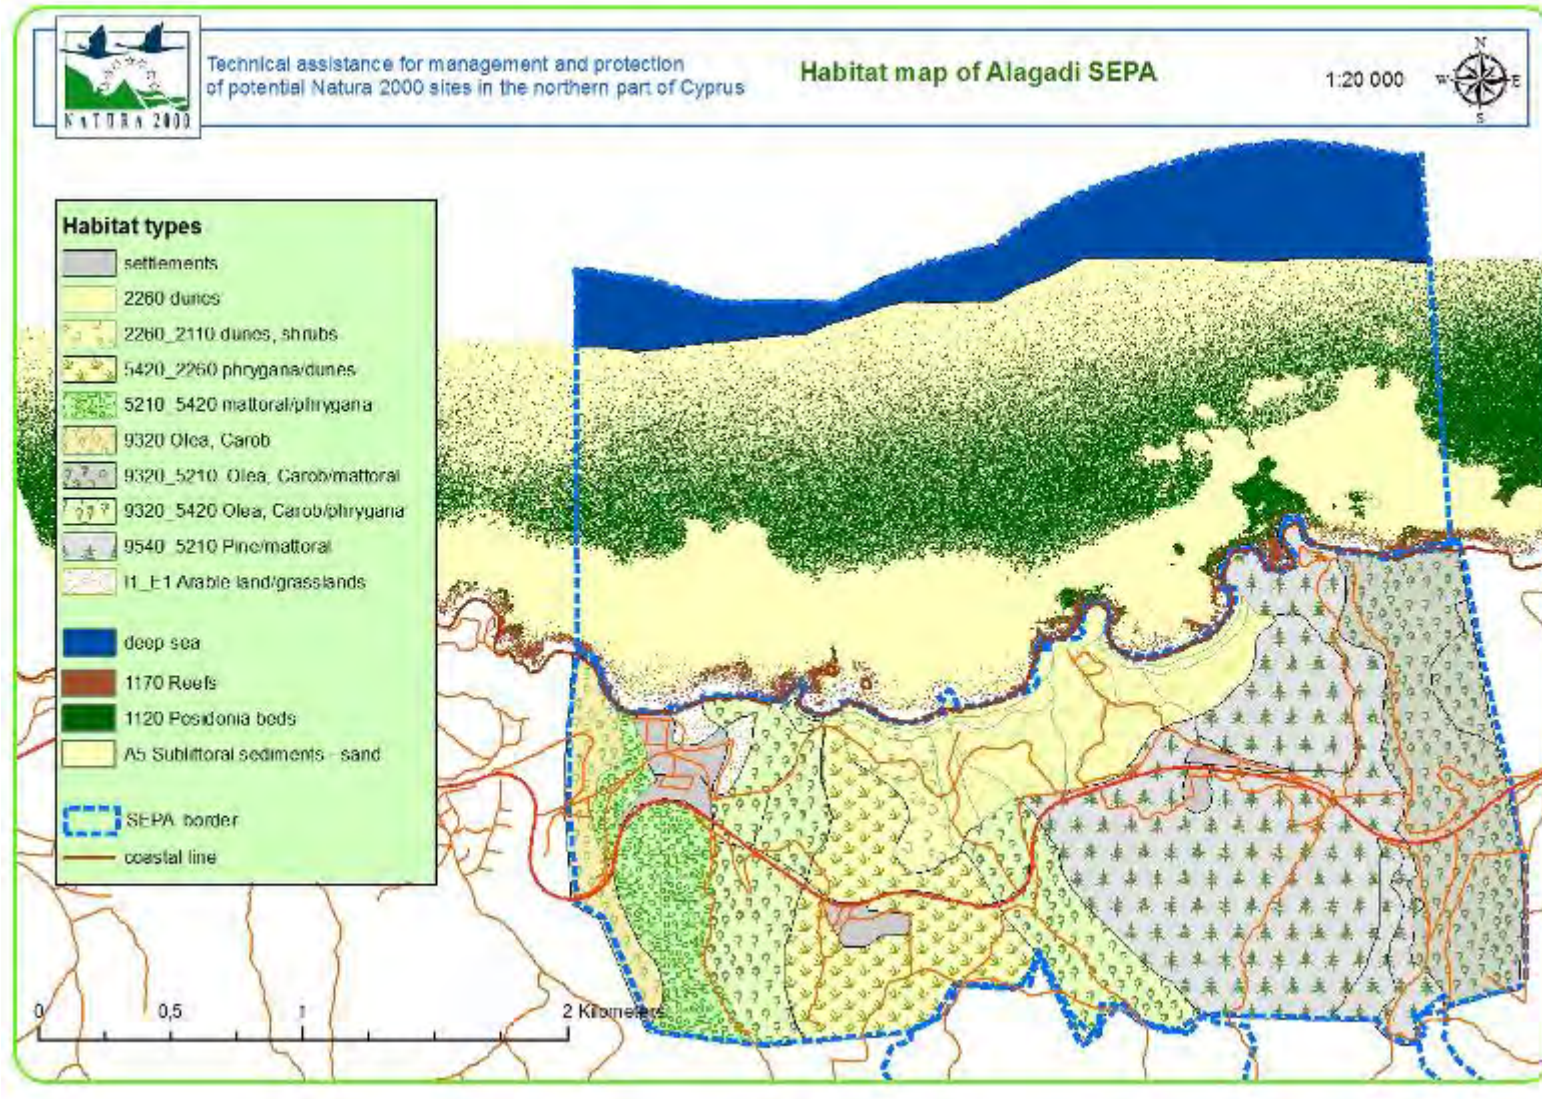 Technical assistance for management and protection
of potential Natura 2000 sites in the northern part of Cyprus
NATURA 2000
Habitat map of Alagadi SEPA
1:20 000
N
W E
S
Habitat types
settlements
2260 dunes
2260_2110 dunes, shrubs
5420_2260 phrygana/dunes
5210_5420 mattoral/phrygana
9320 Olea, Carob
9320_5210 Olea, Carob/mattoral
9320_5420 Olea, Carob/phrygana
9540_5210 Pine/mattoral
I1_E1 Arable land/grasslands
deep sea
1170 Reefs
1120 Posidonia beds
A5 Sublittoral sediments - sand
SEPA border
coastal line
0 0,5 1 2 Kilometers